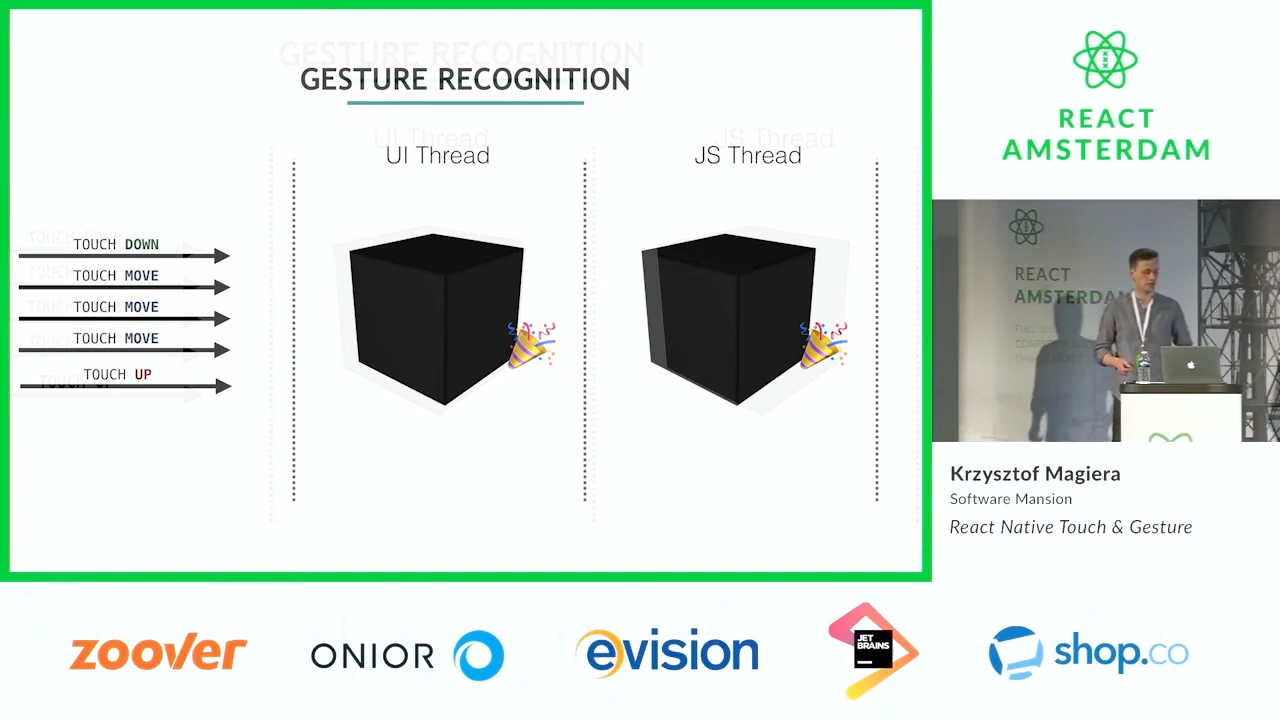 GESTURE RECOGNITION
UI Thread
JS Thread
TOUCH DOWN
TOUCH MOVE
TOUCH MOVE
TOUCH MOVE
TOUCH UP
REACT
AMSTERDAM
REACT
AMSTERDA
Krzysztof Magiera
Software Mansion
React Native Touch & Gesture
zoover
ONIOR
evision
JET
BRAINS
shop.co